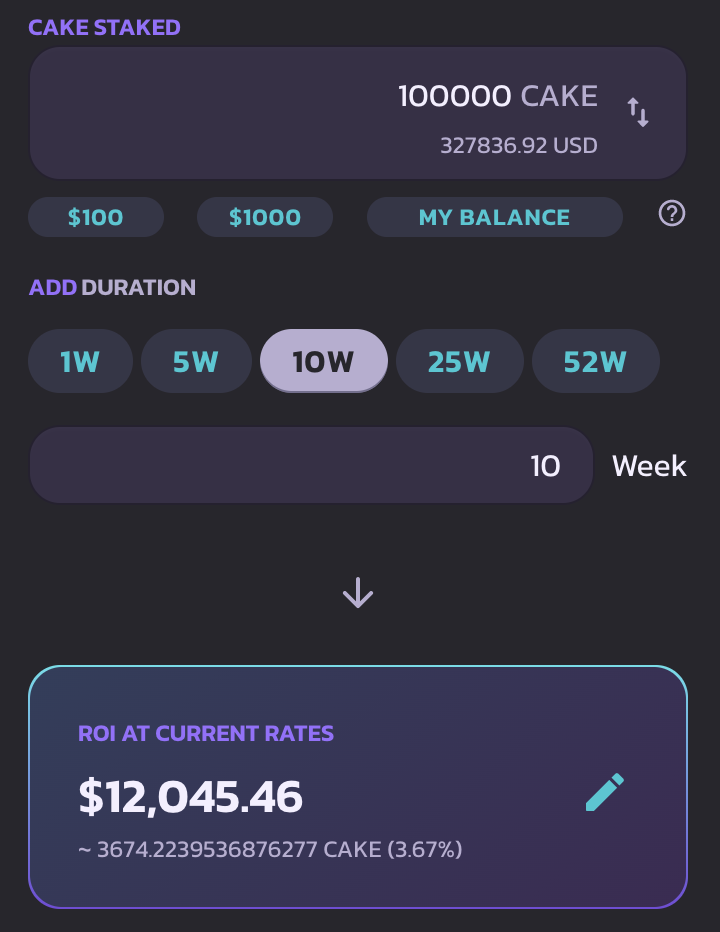 CAKE STAKED
100000 CAKE
327836.92 USD
$100 $1000 MY BALANCE
ADD DURATION
1W 5W 10W 25W 52W
10 Week
ROI AT CURRENT RATES
$12,045.46
~ 3674.2239536876277 CAKE (3.67%)